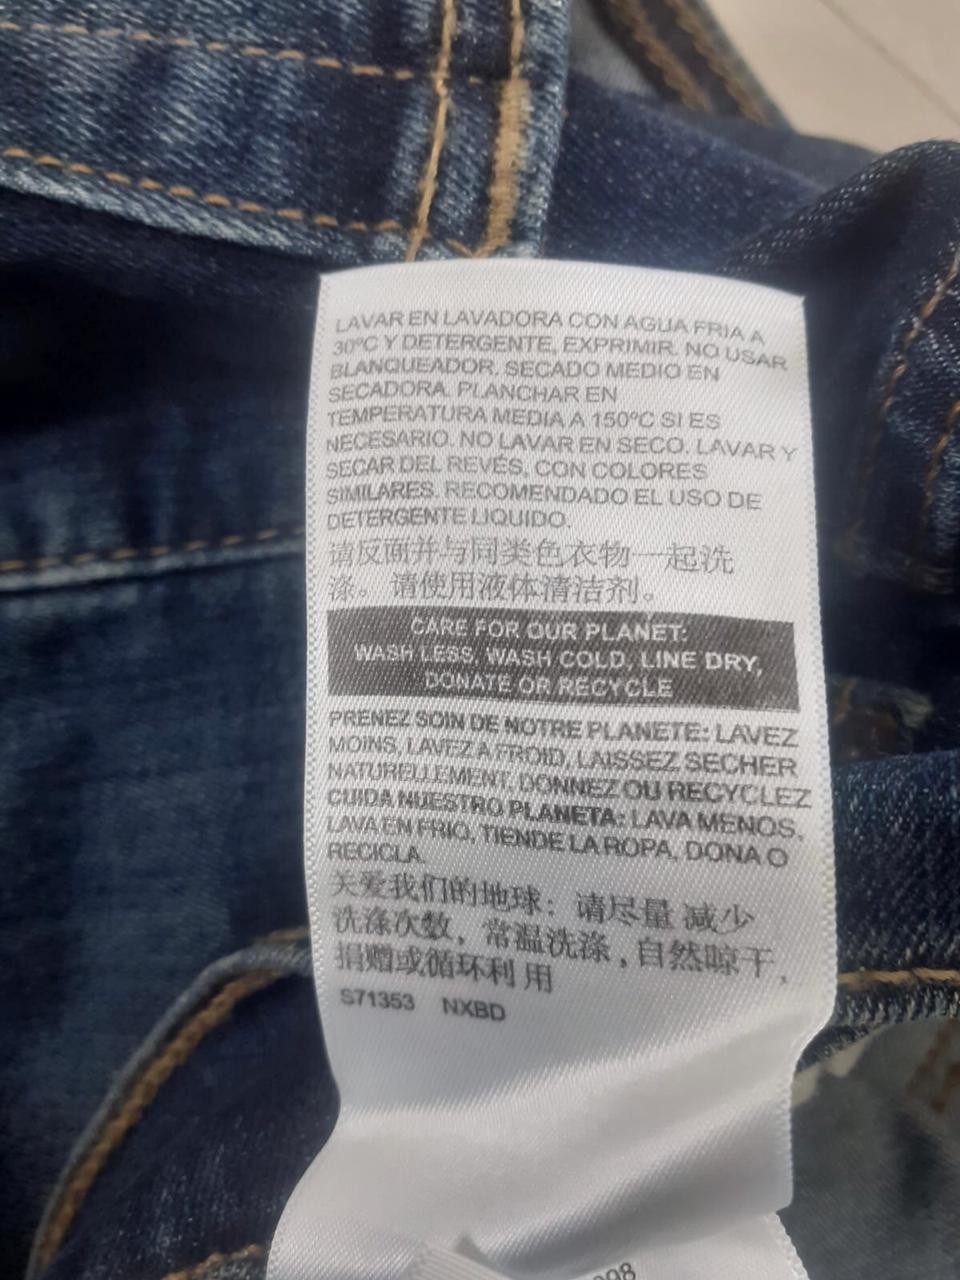 LAVAR EN LAVADORA CON AGUA FRIA A
30ºC Y DETERGENTE, EXPRIMIR. NO USAR
BLANQUEADOR. SECADO MEDIO EN
SECADORA. PLANCHAR EN
TEMPERATURA MEDIA A 150ºC SI ES
NECESARIO. NO LAVAR EN SECO. LAVAR Y
SECAR DEL REVÉS, CON COLORES
SIMILARES. RECOMENDADO EL USO DE
DETERGENTE LIQUIDO.
请反面并与同类色衣物一起洗
涤。请使用液体清洁剂。
CARE FOR OUR PLANET:
WASH LESS, WASH COLD, LINE DRY,
DONATE OR RECYCLE
PRENEZ SOIN DE NOTRE PLANETE: LAVEZ
MOINS, LAVEZ A FROID, LAISSEZ SECHER
NATURELLEMENT, DONNEZ OU RECYCLEZ
CUIDA NUESTRO PLANETA: LAVA MENOS,
LAVA EN FRIO, TIENDE LA ROPA, DONA O
RECICLA.
关爱我们的地球: 请尽量 减少
洗涤次数, 常温洗涤, 自然晾干,
捐赠或循环利 用
S71353 NXBD